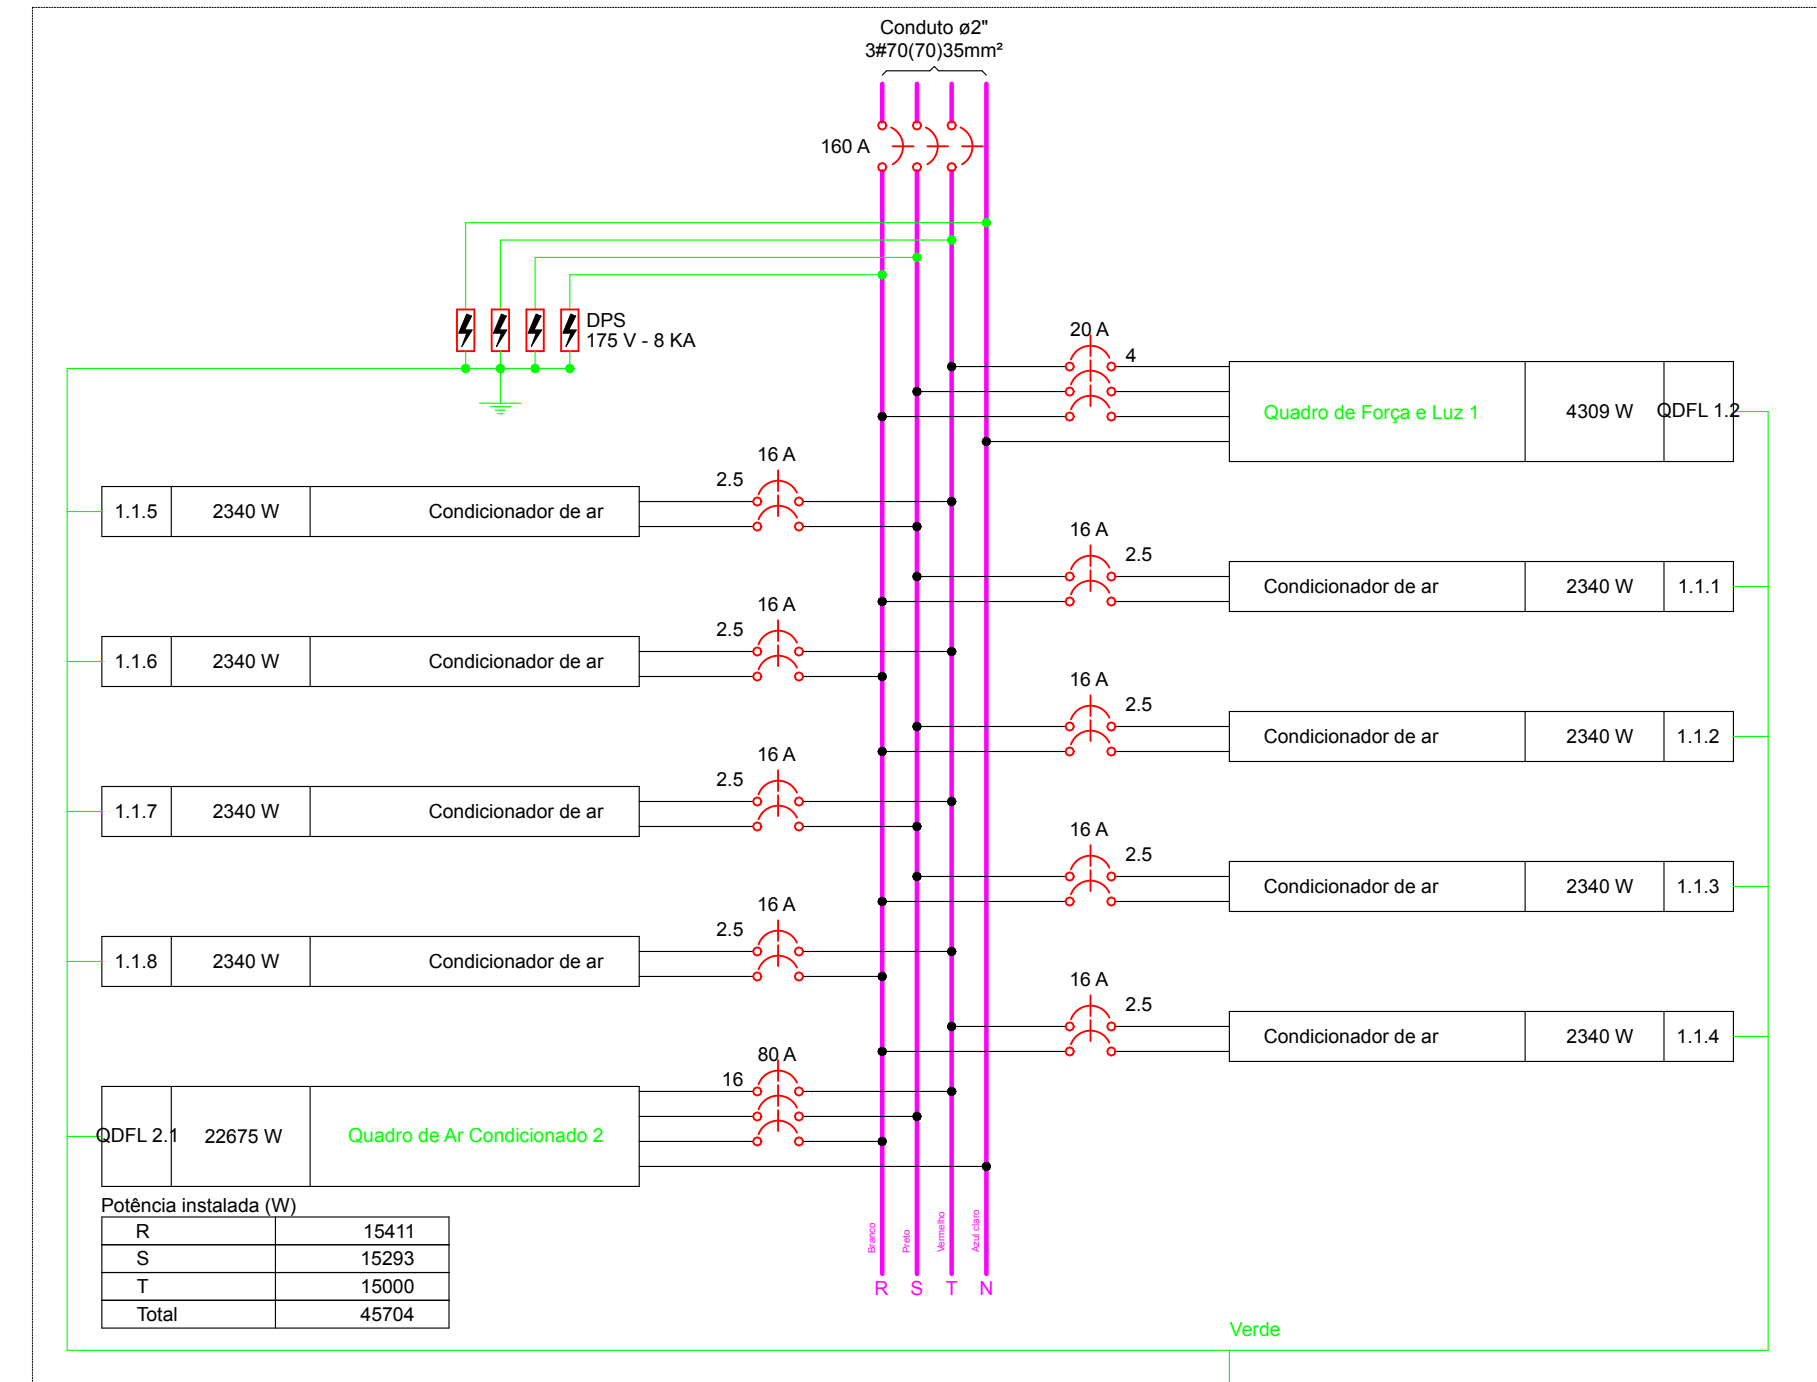 Conduto ø2"
3#70(70)35mm²
160 A
DPS
175 V - 8 KA
20 A
4
Quadro de Força e Luz 1 4309 W QDFL 1.2
16 A
2.5
1.1.5 2340 W Condicionador de ar
16 A
2.5
Condicionador de ar 2340 W 1.1.1
16 A
2.5
1.1.6 2340 W Condicionador de ar
16 A
2.5
Condicionador de ar 2340 W 1.1.2
16 A
2.5
1.1.7 2340 W Condicionador de ar
16 A
2.5
Condicionador de ar 2340 W 1.1.3
16 A
2.5
1.1.8 2340 W Condicionador de ar
16 A
2.5
Condicionador de ar 2340 W 1.1.4
80 A
16
QDFL 2.1 22675 W Quadro de Ar Condicionado 2
Potência instalada (W)
R 15411
S 15293
T 15000
Total 45704
Branco
Preto
Vermelho
Azul claro
R S T N
Verde